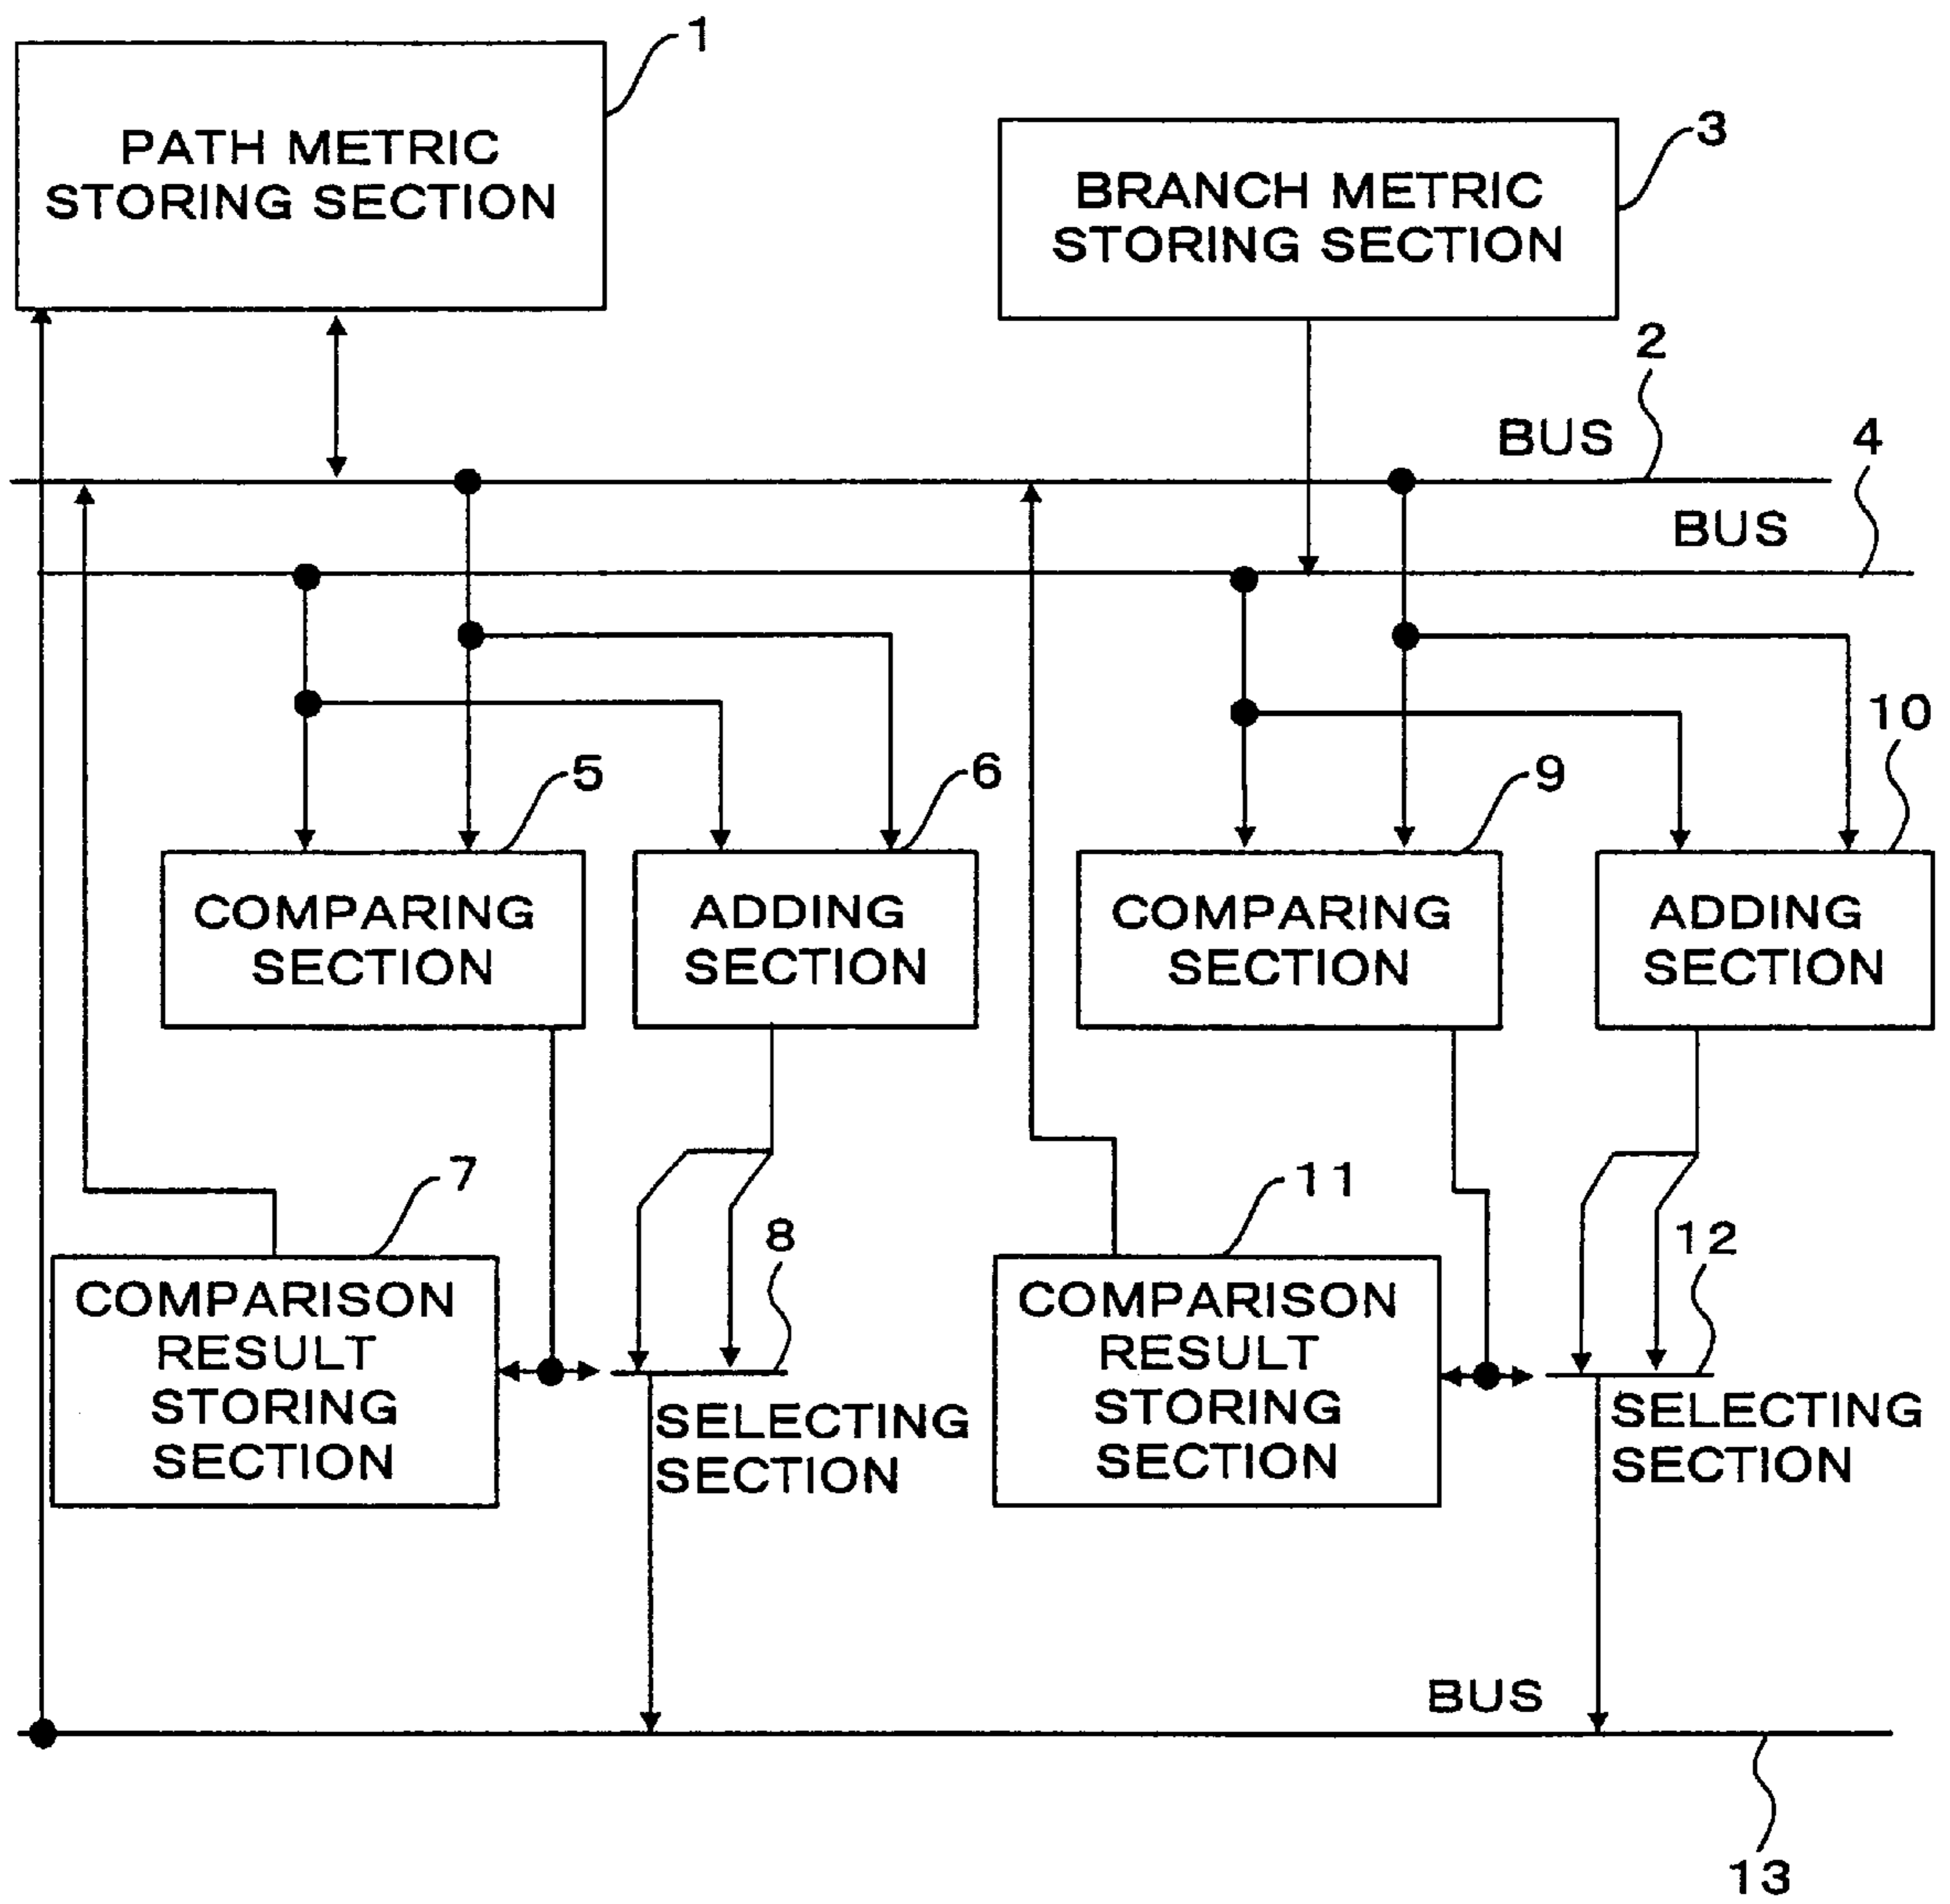 1
PATH METRIC
STORING SECTION
3
BRANCH METRIC
STORING SECTION
2
BUS
4
BUS
5
COMPARING
SECTION
6
ADDING
SECTION
9
COMPARING
SECTION
10
ADDING
SECTION
7
COMPARISON
RESULT
STORING
SECTION
8
SELECTING
SECTION
11
COMPARISON
RESULT
STORING
SECTION
12
SELECTING
SECTION
BUS
13